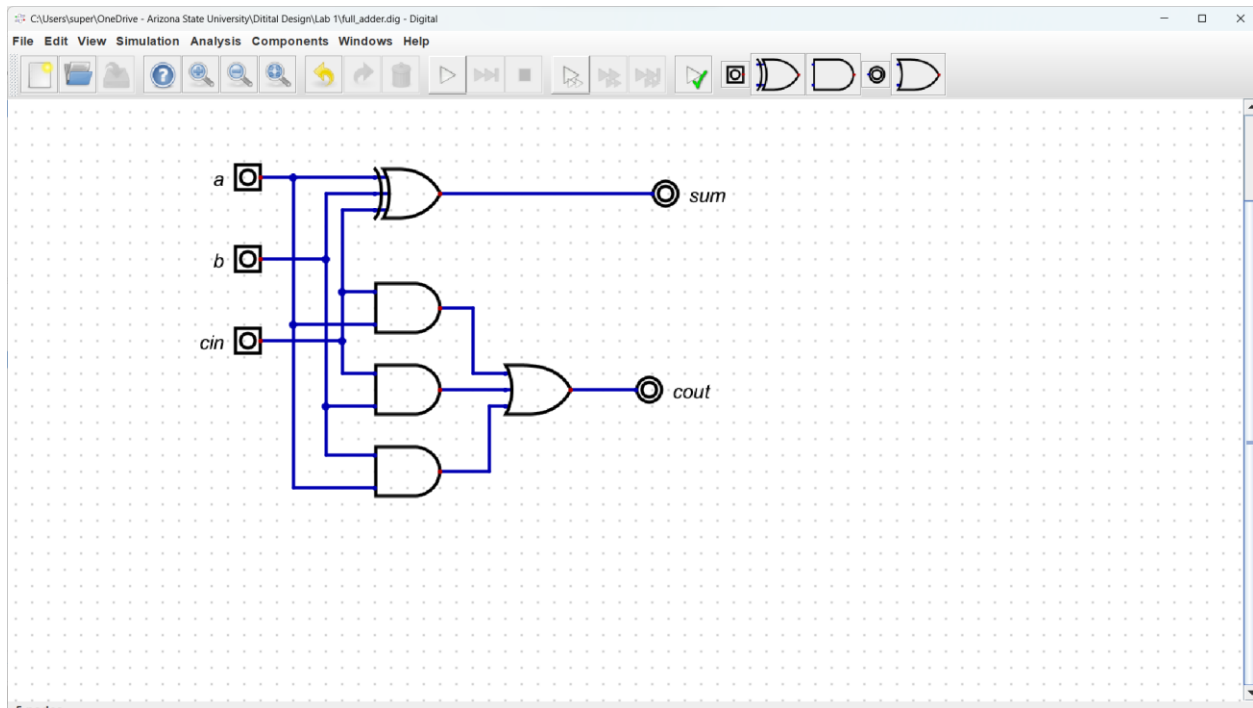 C:\Users\super\OneDrive - Arizona State University\Ditital Design\Lab 1\full_adder.dig - Digital
File Edit View Simulation Analysis Components Windows Help
a
sum
b
cin
cout